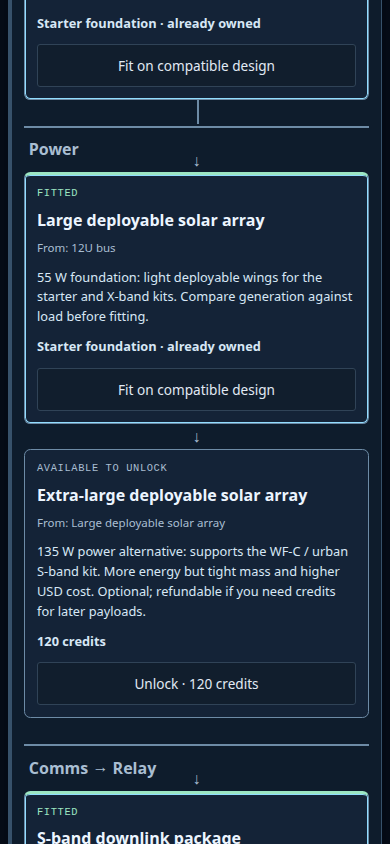 Starter foundation · already owned
Fit on compatible design
Power
↓
FITTED
Large deployable solar array
From: 12U bus
55 W foundation: light deployable wings for the
starter and X-band kits. Compare generation against
load before fitting.
Starter foundation · already owned
Fit on compatible design
↓
AVAILABLE TO UNLOCK
Extra-large deployable solar array
From: Large deployable solar array
135 W power alternative: supports the WF-C / urban
S-band kit. More energy but tight mass and higher
USD cost. Optional; refundable if you need credits
for later payloads.
120 credits
Unlock · 120 credits
Comms → Relay
↓
FITTED
S-band downlink package